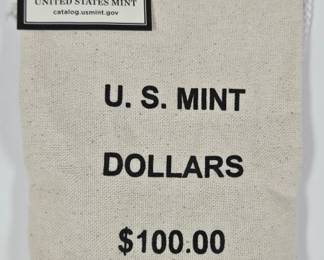 UNITED STATES MINT
catalog.usmint.gov
U. S. MINT
DOLLARS
$100.00